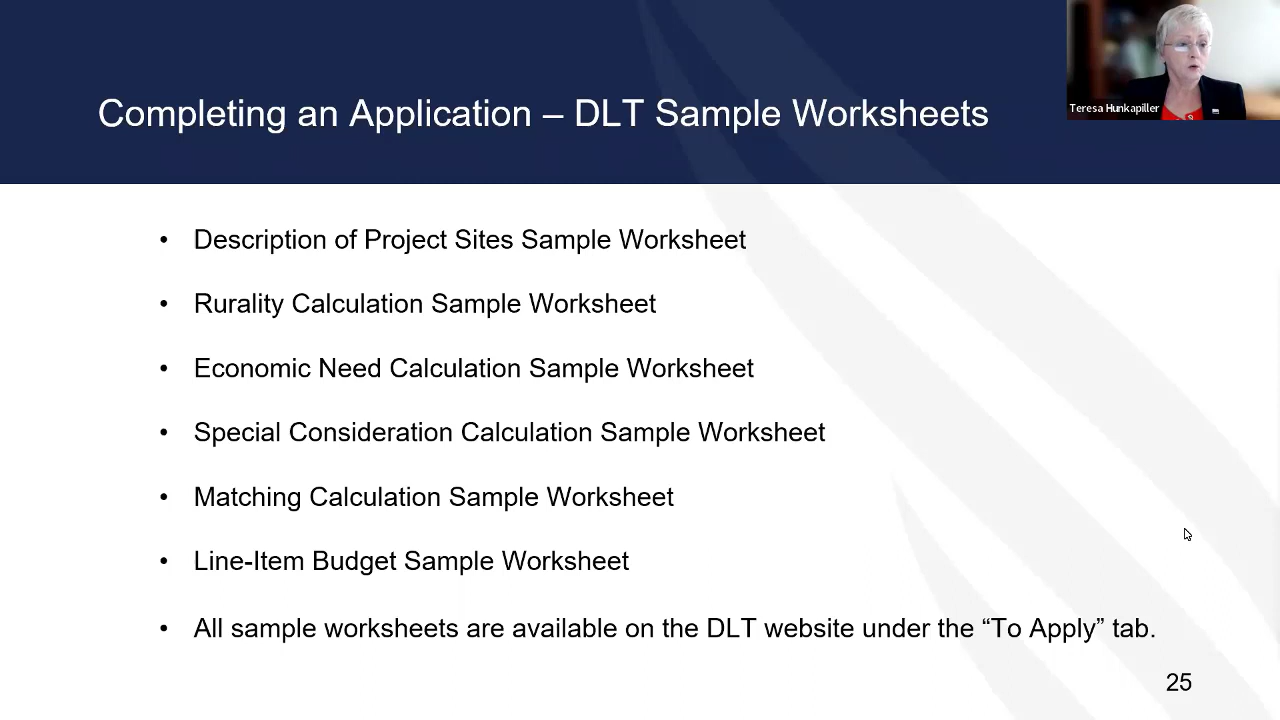 Completing an Application – DLT Sample Worksheets
Teresa Hunkapiller
• Description of Project Sites Sample Worksheet
• Rurality Calculation Sample Worksheet
• Economic Need Calculation Sample Worksheet
• Special Consideration Calculation Sample Worksheet
• Matching Calculation Sample Worksheet
• Line-Item Budget Sample Worksheet
• All sample worksheets are available on the DLT website under the “To Apply” tab.
25